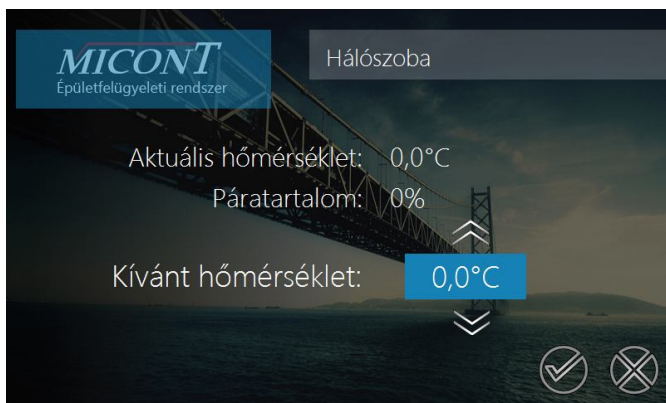 MICONT
Épületfelügyeleti rendszer
Hálószoba
Aktuális hőmérséklet: 0,0°C
Páratartalom: 0%
Kívánt hőmérséklet: 0,0°C